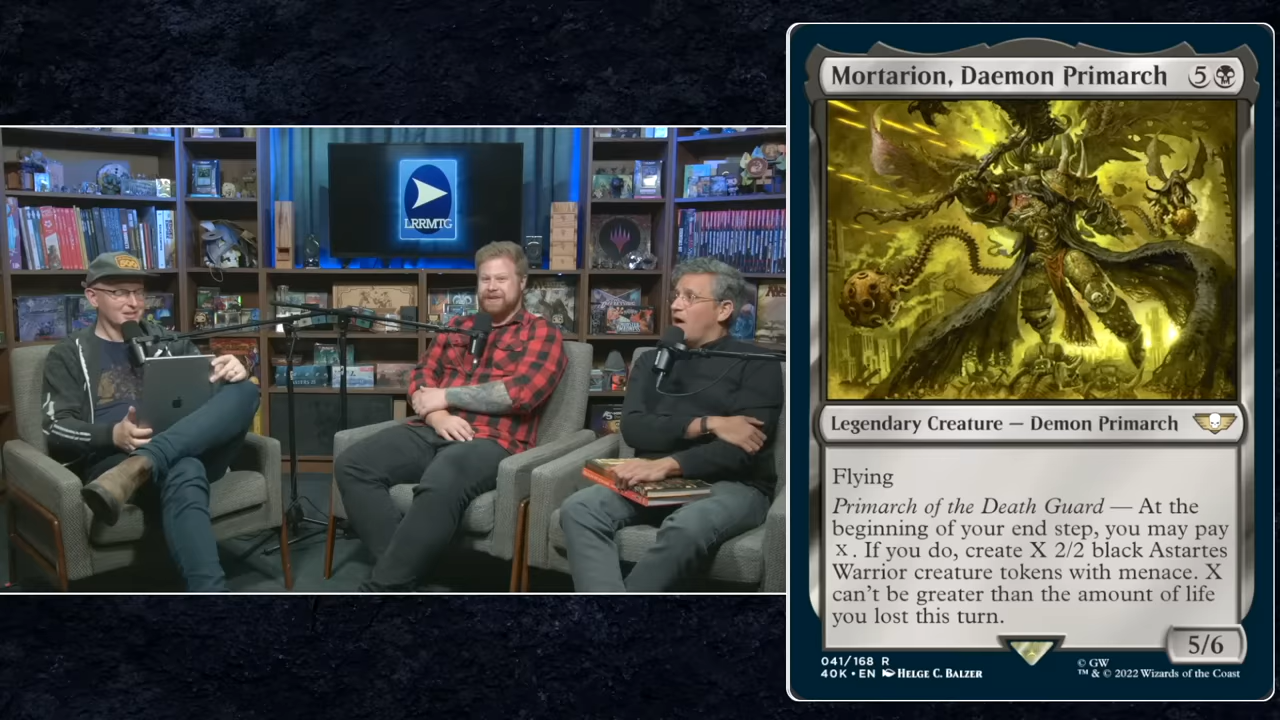 LRRMTG
Mortarion, Daemon Primarch 5
Legendary Creature — Demon Primarch
Flying
Primarch of the Death Guard — At the
beginning of your end step, you may pay
X. If you do, create X 2/2 black Astartes
Warrior creature tokens with menace. X
can't be greater than the amount of life
you lost this turn.
5/6
041/168 R
40K • EN HELGE C. BALZER
© GW
™ & © 2022 Wizards of the Coast